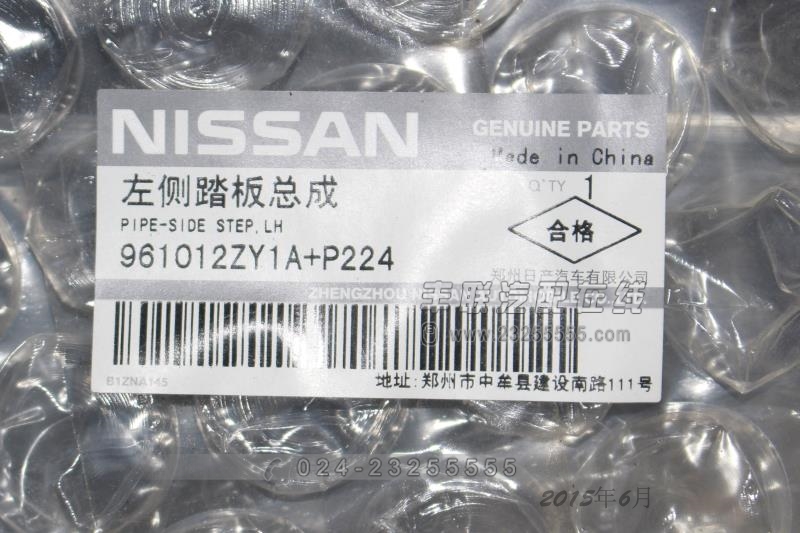 NISSAN
GENUINE PARTS
Made in China
左侧踏板总成
Q'TY 1
PIPE-SIDE STEP, LH
合格
961012ZY1A+P224
郑州日产汽车有限公司
ZHENGZHOU
丰联汽配在线
www.23255555.com
B1ZNA145
地址:郑州市中牟县建设南路111号
024-23255555
2015年6月